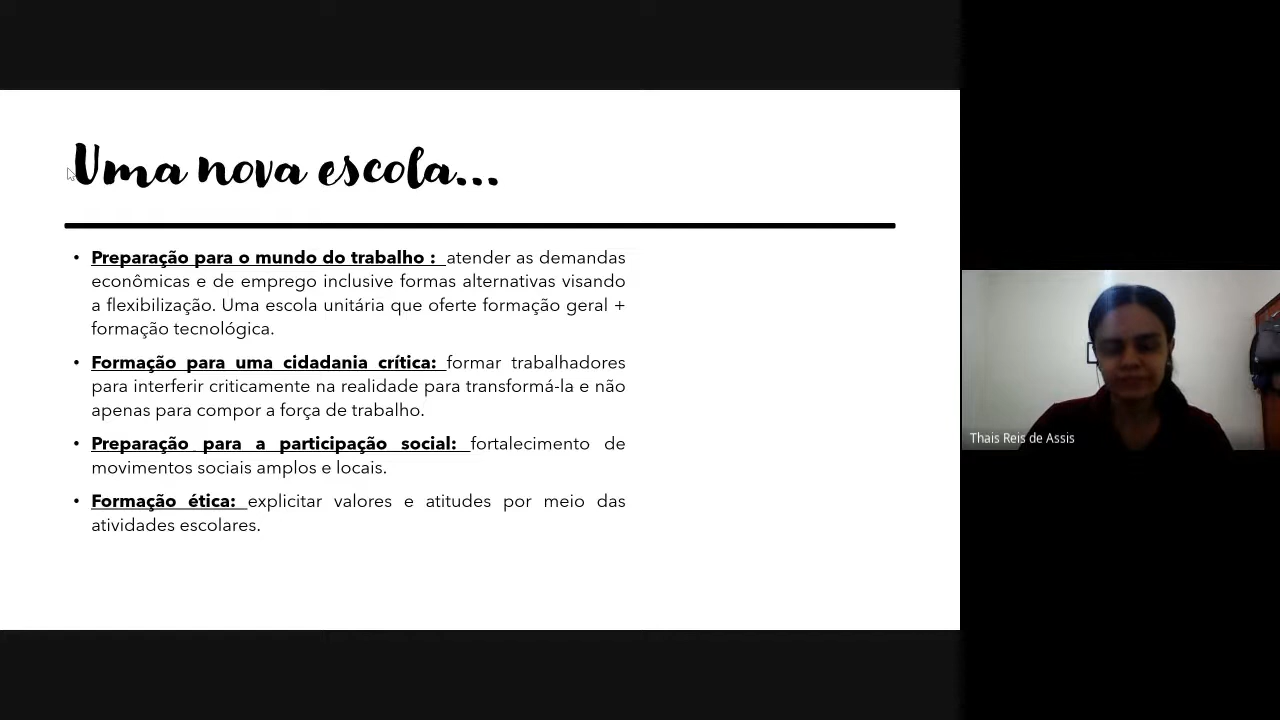 Uma nova escola...
• Preparação para o mundo do trabalho : atender as demandas
econômicas e de emprego inclusive formas alternativas visando
a flexibilização. Uma escola unitária que oferte formação geral +
formação tecnológica.
• Formação para uma cidadania crítica: formar trabalhadores
para interferir criticamente na realidade para transformá-la e não
apenas para compor a força de trabalho.
• Preparação para a participação social: fortalecimento de
movimentos sociais amplos e locais.
• Formação ética: explicitar valores e atitudes por meio das
atividades escolares.
Thais Reis de Assis